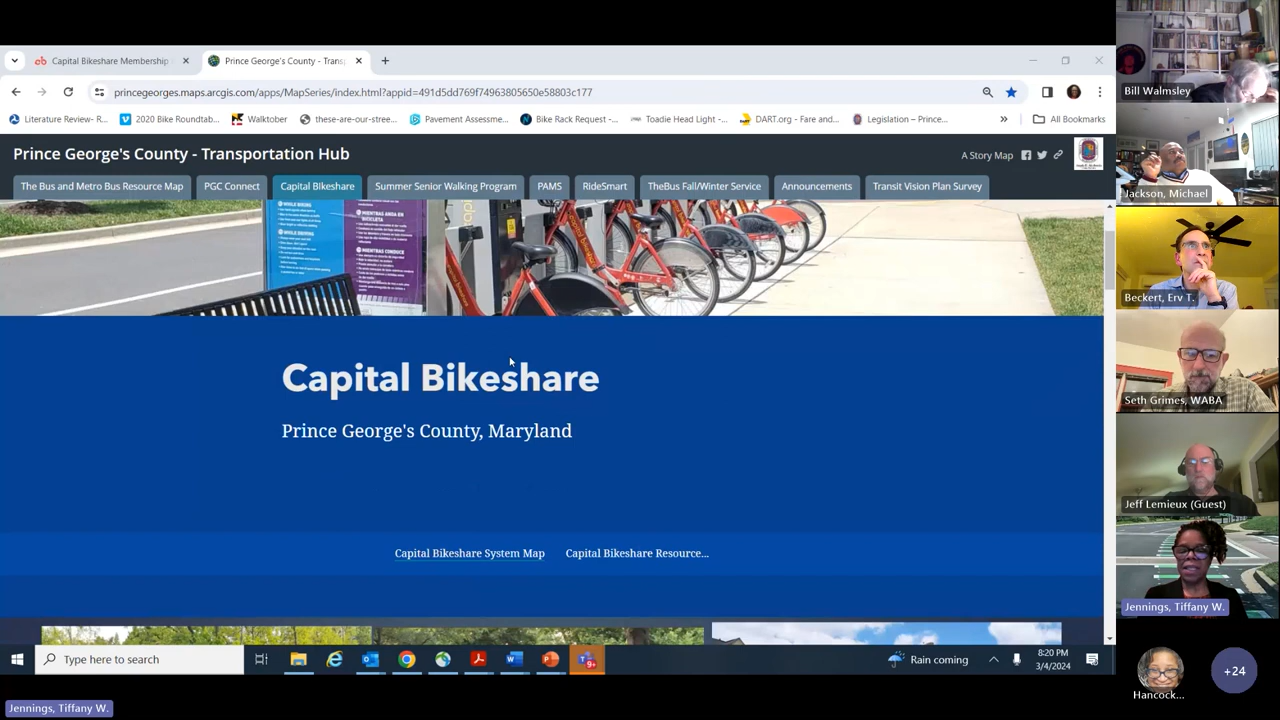 Capital Bikeshare Membership
Prince George's County - Transp
princegeorges.maps.arcgis.com/apps/MapSeries/index.html?appid=491d5dd769f74963805650e58803c177
Literature Review- R...
2020 Bike Roundtab...
Walktober
these-are-our-stree...
Pavement Assessme...
Bike Rack Request -...
Toadie Head Light -...
DART.org - Fare and...
Legislation – Prince...
»
All Bookmarks
Prince George's County - Transportation Hub
A Story Map
The Bus and Metro Bus Resource Map
PGC Connect
Capital Bikeshare
Summer Senior Walking Program
PAMS
RideSmart
TheBus Fall/Winter Service
Announcements
Transit Vision Plan Survey
Capital Bikeshare
Prince George's County, Maryland
Capital Bikeshare System Map
Capital Bikeshare Resource...
Type here to search
9+
Rain coming
8:20 PM
3/4/2024
Jennings, Tiffany W.
Bill Walmsley
Jackson, Michael
Beckert, Erv T.
Seth Grimes, WABA
Jeff Lemieux (Guest)
Jennings, Tiffany W.
Hancock...
+24